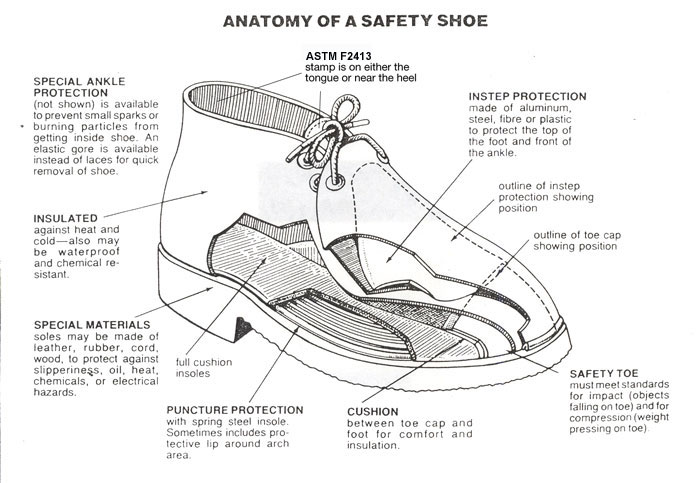 ANATOMY OF A SAFETY SHOE
ASTM F2413
stamp is on either the
tongue or near the heel
SPECIAL ANKLE
PROTECTION
(not shown) is available
to prevent small sparks or
burning particles from
getting inside shoe. An
elastic gore is available
instead of laces for quick
removal of shoe.
INSTEP PROTECTION
made of aluminum,
steel, fibre or plastic
to protect the top of
the foot and front of
the ankle.
outline of instep
protection showing
position
outline of toe cap
showing position
INSULATED
against heat and
cold—also may
be waterproof
and chemical re-
sistant.
SPECIAL MATERIALS
soles may be made of
leather, rubber, cord,
wood, to protect against
slipperiness, oil, heat,
chemicals, or electrical
hazards.
full cushion
insoles
PUNCTURE PROTECTION
with spring steel insole.
Sometimes includes pro-
tective lip around arch
area.
CUSHION
between toe cap and
foot for comfort and
insulation.
SAFETY TOE
must meet standards
for impact (objects
falling on toe) and for
compression (weight
pressing on toe).